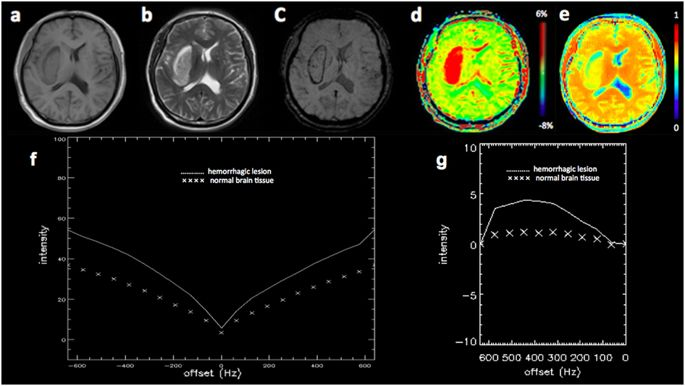 a
b
c
d
e
6%
-8%
1
0
f
100
80
60
40
20
0
-600
-400
-200
0
200
400
600
intensity
offset (Hz)
hemorrhagic lesion
× × × × normal brain tissue
g
10
5
0
−5
−10
600 500 400 300 200 100 0
intensity
offset (Hz)
hemorrhagic lesion
× × × × normal brain tissue